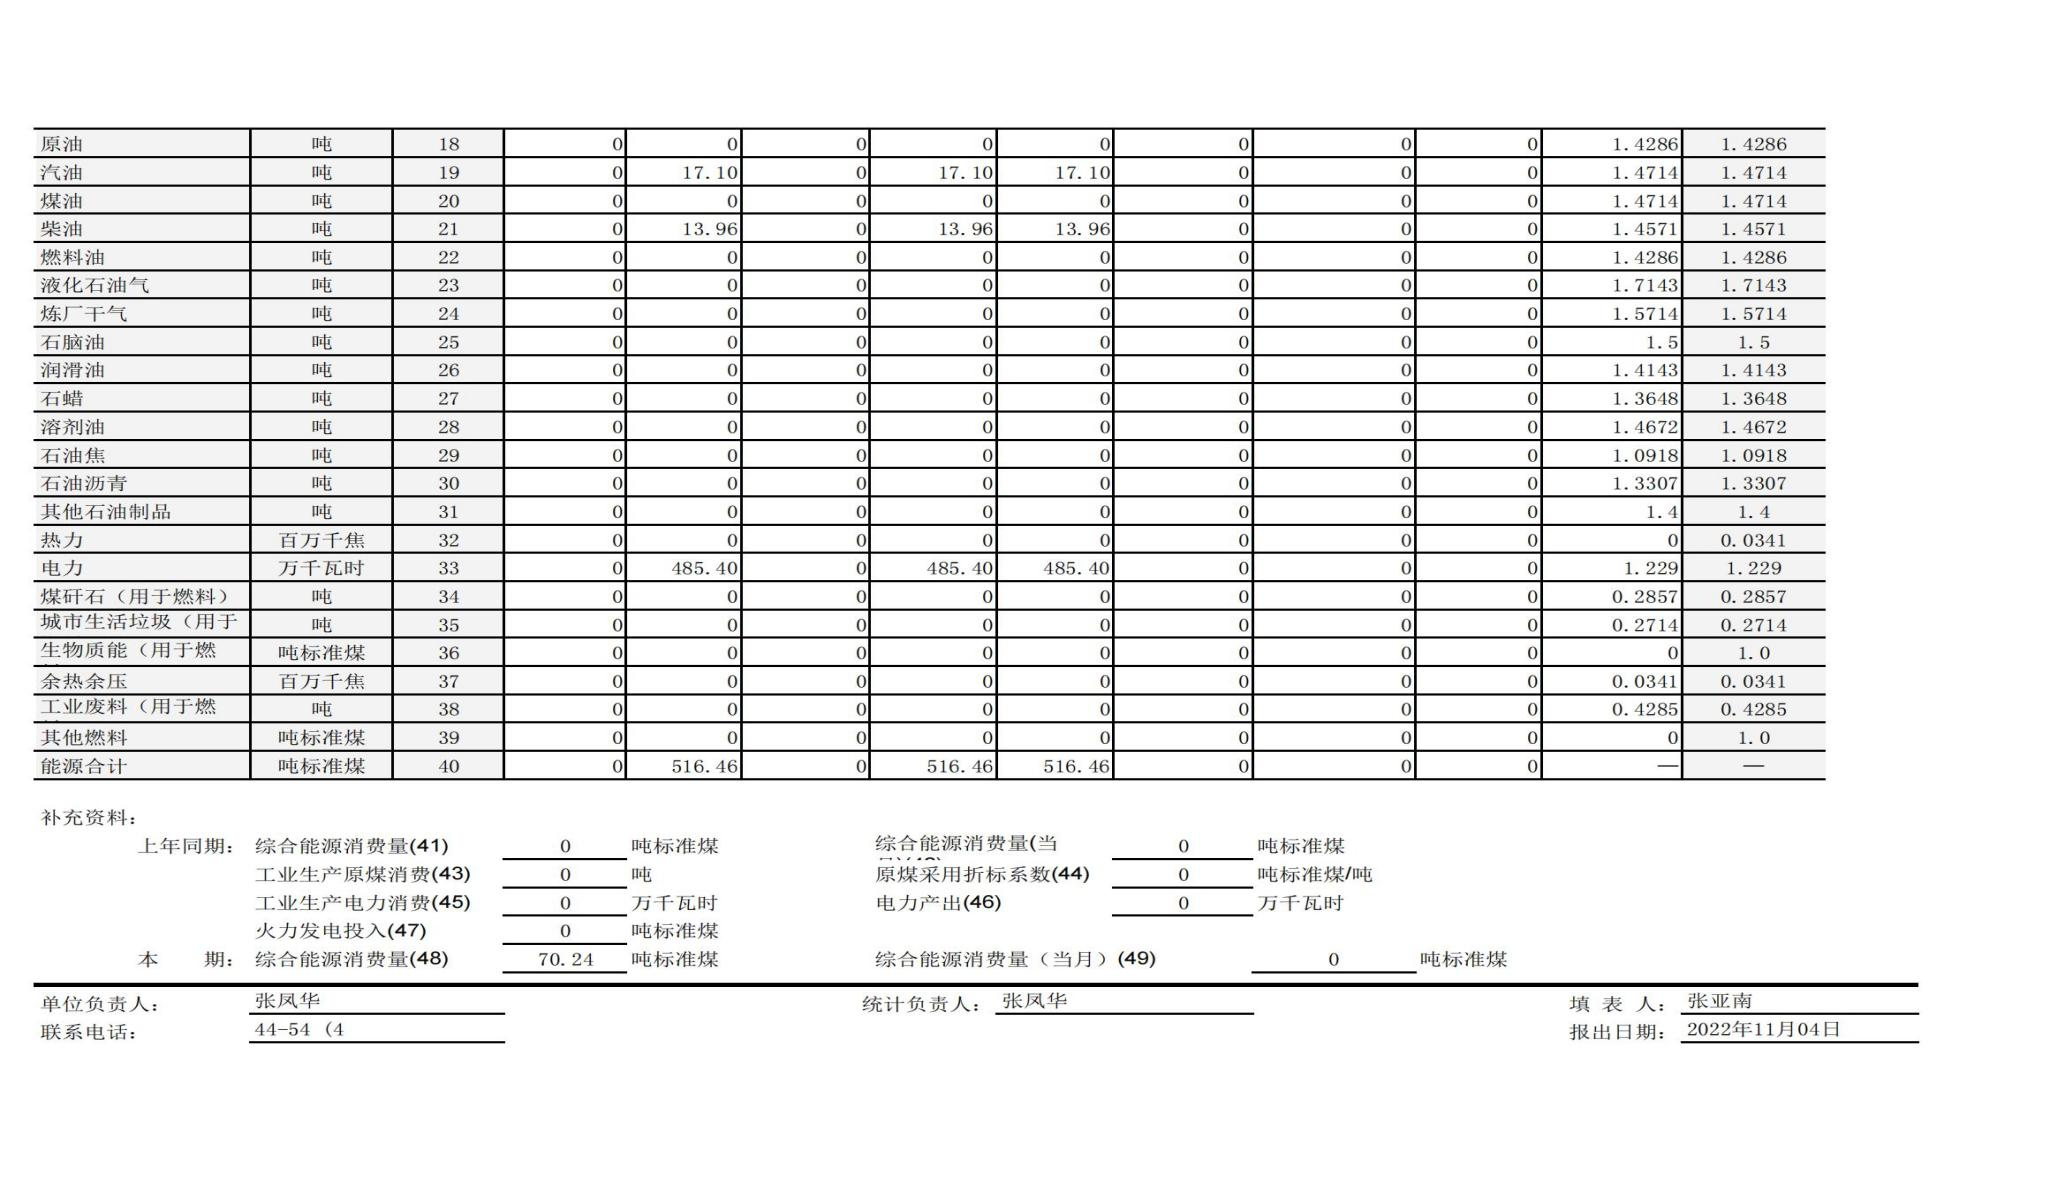 原油 吨 18 0 0 0 0 0 0 0 0 1.4286 1.4286
汽油 吨 19 0 17.10 0 17.10 17.10 0 0 0 1.4714 1.4714
煤油 吨 20 0 0 0 0 0 0 0 0 1.4714 1.4714
柴油 吨 21 0 13.96 0 13.96 13.96 0 0 0 1.4571 1.4571
燃料油 吨 22 0 0 0 0 0 0 0 0 1.4286 1.4286
液化石油气 吨 23 0 0 0 0 0 0 0 0 1.7143 1.7143
炼厂干气 吨 24 0 0 0 0 0 0 0 0 1.5714 1.5714
石脑油 吨 25 0 0 0 0 0 0 0 0 1.5 1.5
润滑油 吨 26 0 0 0 0 0 0 0 0 1.4143 1.4143
石蜡 吨 27 0 0 0 0 0 0 0 0 1.3648 1.3648
溶剂油 吨 28 0 0 0 0 0 0 0 0 1.4672 1.4672
石油焦 吨 29 0 0 0 0 0 0 0 0 1.0918 1.0918
石油沥青 吨 30 0 0 0 0 0 0 0 0 1.3307 1.3307
其他石油制品 吨 31 0 0 0 0 0 0 0 0 1.4 1.4
热力 百万千焦 32 0 0 0 0 0 0 0 0 0 0.0341
电力 万千瓦时 33 0 485.40 0 485.40 485.40 0 0 0 1.229 1.229
煤矸石（用于燃料） 吨 34 0 0 0 0 0 0 0 0 0.2857 0.2857
城市生活垃圾（用于 吨 35 0 0 0 0 0 0 0 0 0.2714 0.2714
生物质能（用于燃 吨标准煤 36 0 0 0 0 0 0 0 0 0 1.0
余热余压 百万千焦 37 0 0 0 0 0 0 0 0 0.0341 0.0341
工业废料（用于燃 吨 38 0 0 0 0 0 0 0 0 0.4285 0.4285
其他燃料 吨标准煤 39 0 0 0 0 0 0 0 0 0 1.0
能源合计 吨标准煤 40 0 516.46 0 516.46 516.46 0 0 0 — —
补充资料：
上年同期： 综合能源消费量(41) 0 吨标准煤 综合能源消费量(当 0 吨标准煤
工业生产原煤消费(43) 0 吨 原煤采用折标系数(44) 0 吨标准煤/吨
工业生产电力消费(45) 0 万千瓦时 电力产出(46) 0 万千瓦时
火力发电投入(47) 0 吨标准煤
本 期： 综合能源消费量(48) 70.24 吨标准煤 综合能源消费量（当月）(49) 0 吨标准煤
单位负责人： 张凤华 统计负责人： 张凤华 填 表 人： 张亚南
联系电话： 44-54 (4 报出日期： 2022年11月04日